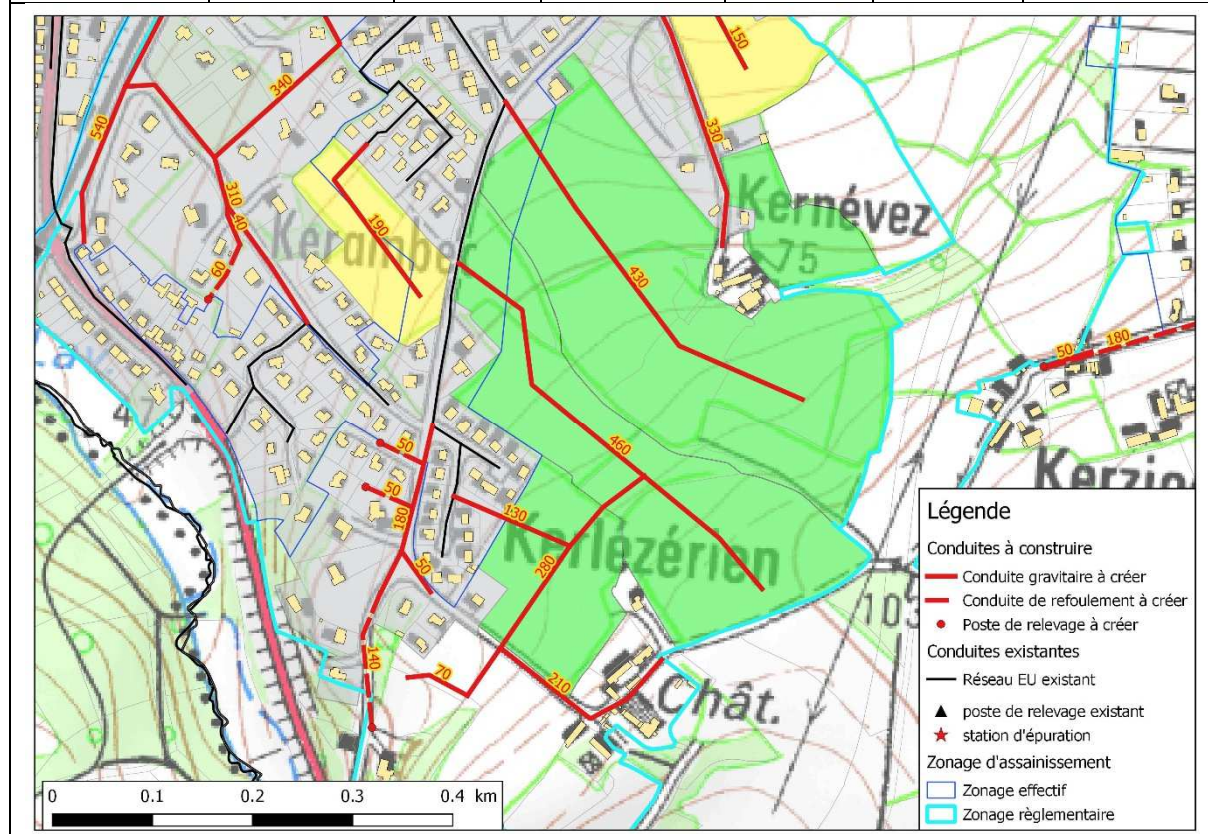 150
340
540
330
Kernévez
75
310
40
Keramber
190
60
430
50
180
47
460
50
Kerzio
50
130
180
Kerlézérien
280
50
103
140
70
210
Chât.
Légende
Conduites à construire
Conduite gravitaire à créer
Conduite de refoulement à créer
Poste de relevage à créer
Conduites existantes
Réseau EU existant
poste de relevage existant
station d'épuration
Zonage d'assainissement
Zonage effectif
Zonage règlementaire
0 0.1 0.2 0.3 0.4 km